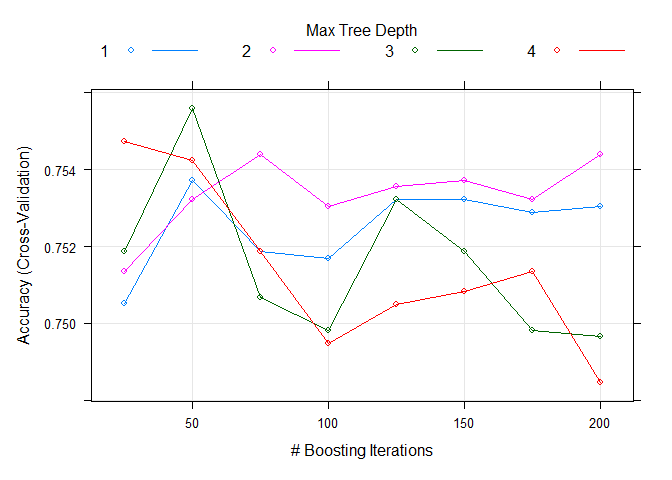 Max Tree Depth
1 2 3 4
0.754
0.752
0.750
Accuracy (Cross-Validation)
50 100 150 200
# Boosting Iterations